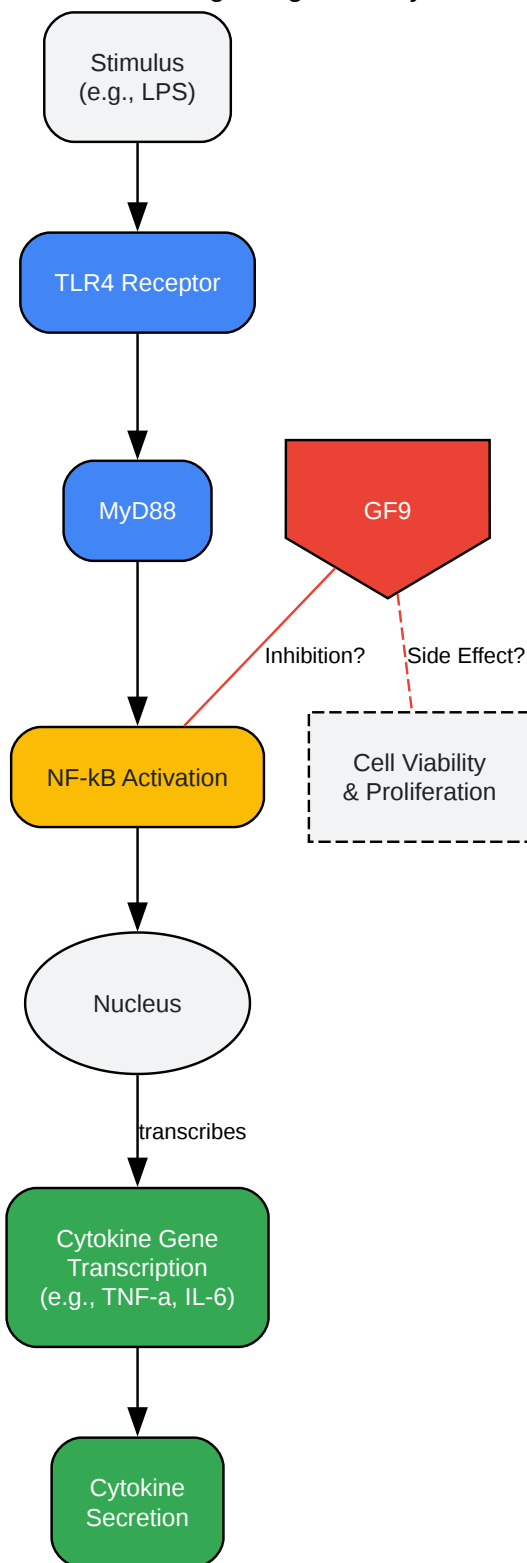 Stimulus
(e.g., LPS)
TLR4 Receptor
MyD88
GF9
Inhibition?
Side Effect?
NF-kB Activation
Cell Viability
& Proliferation
Nucleus
transcribes
Cytokine Gene
Transcription
(e.g., TNF-a, IL-6)
Cytokine
Secretion